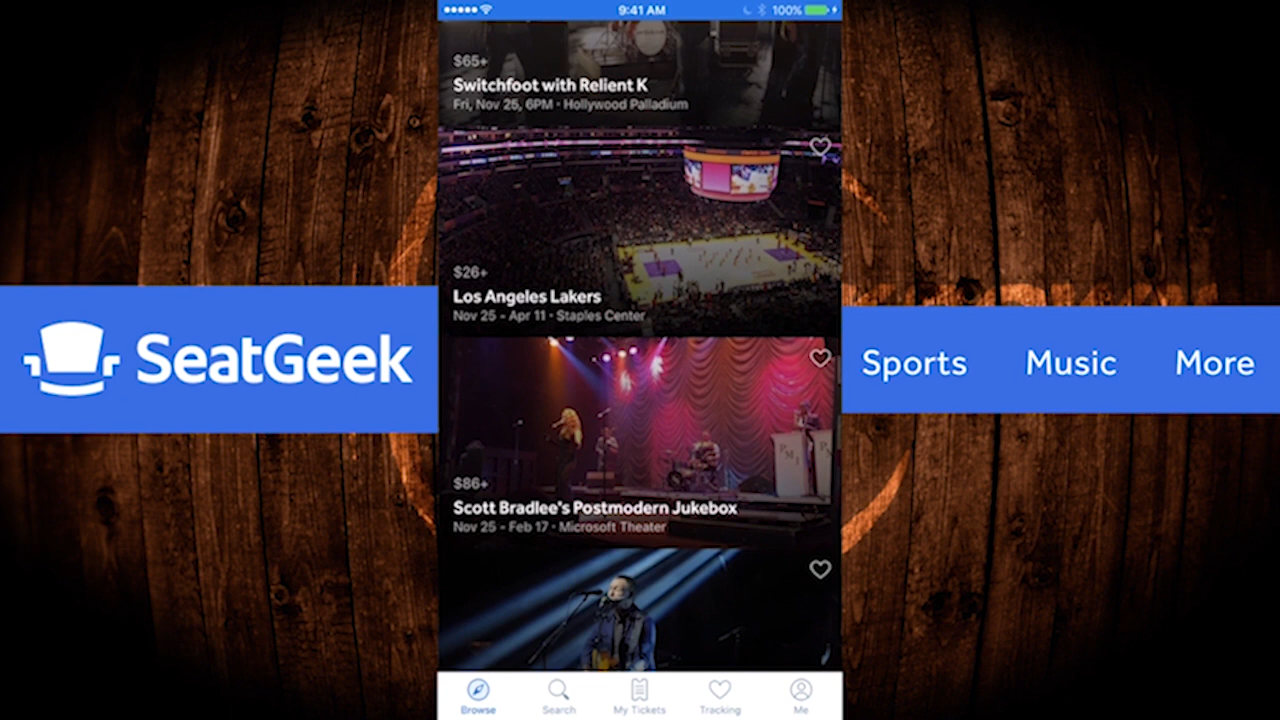 9:41 AM
100%
$65+
Switchfoot with Relient K
Fri, Nov 25, 6PM · Hollywood Palladium
$26+
Los Angeles Lakers
Nov 25 - Apr 11 · Staples Center
SeatGeek
Sports Music More
$86+
Scott Bradlee's Postmodern Jukebox
Nov 25 - Feb 17 · Microsoft Theater
PMJ
Browse Search My Tickets Tracking Me